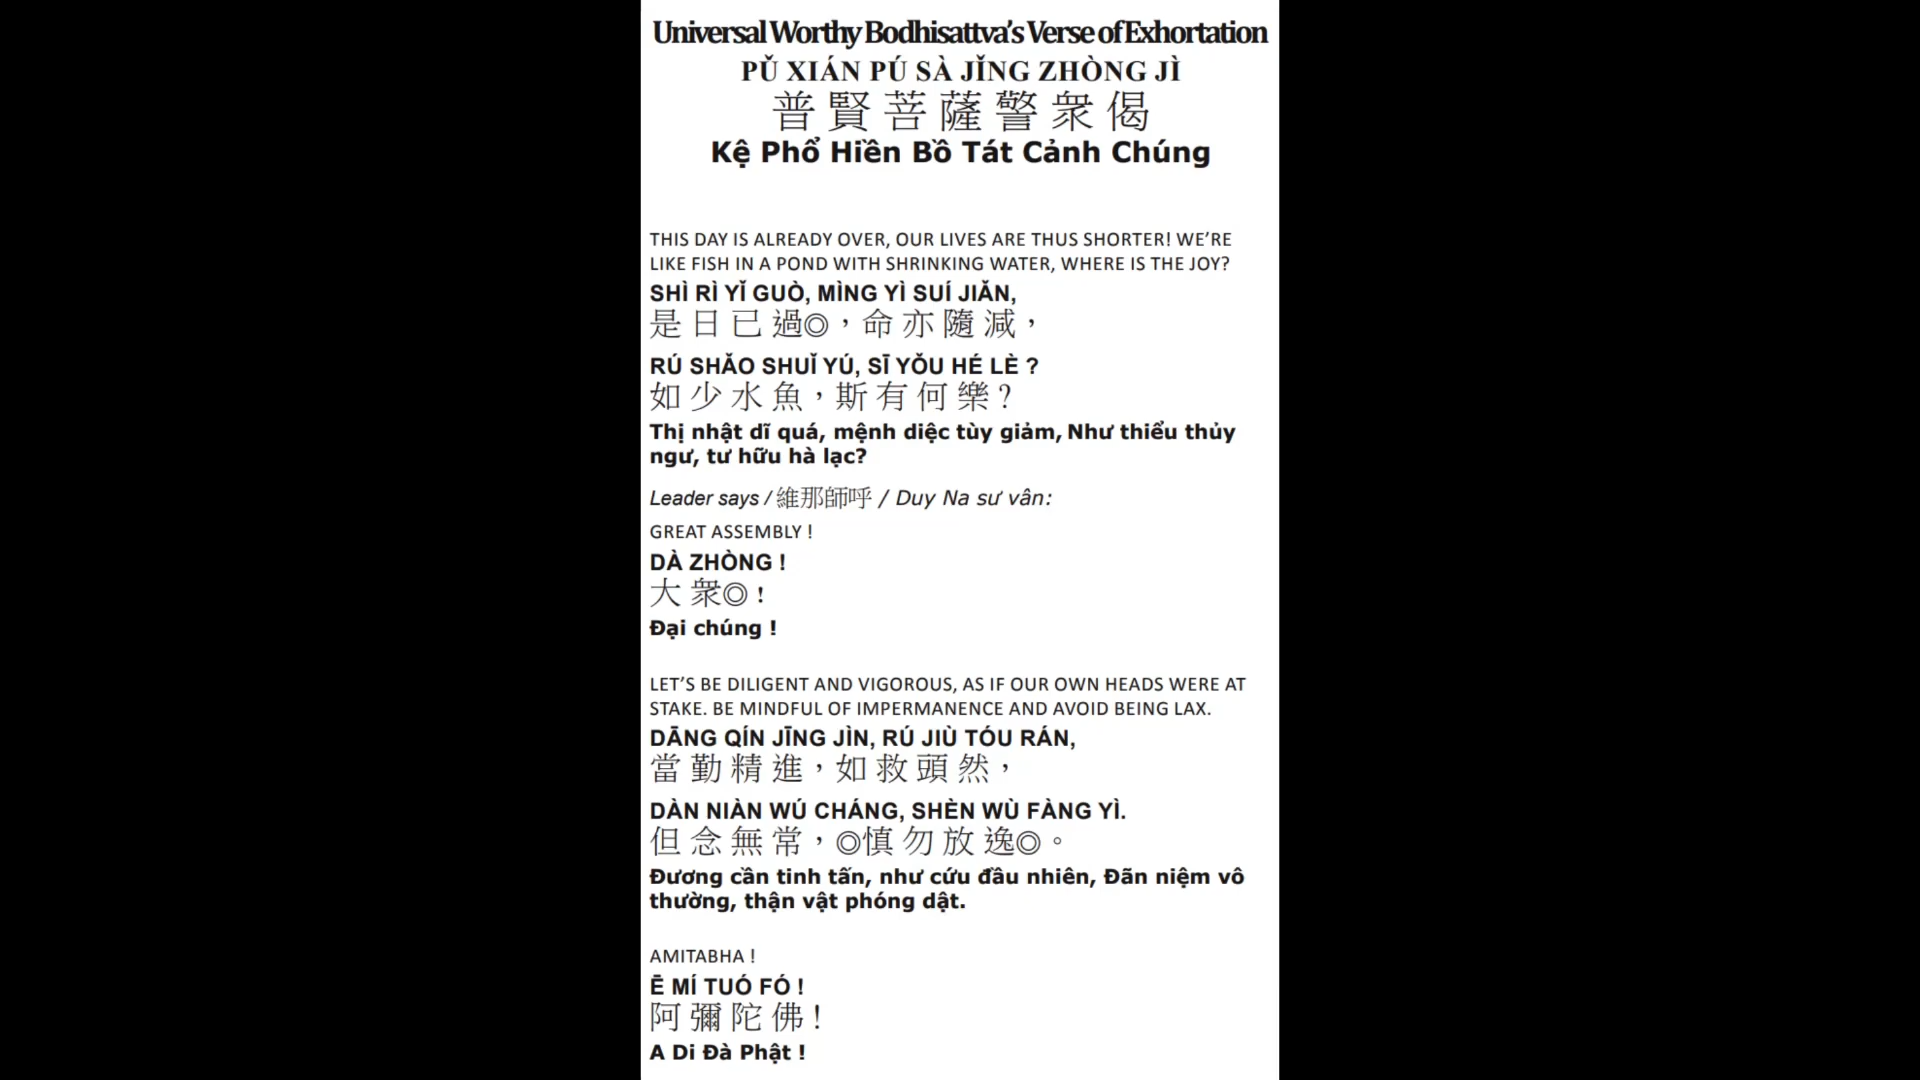 Universal Worthy Bodhisattva's Verse of Exhortation
PǓ XIÁN PÚ SÀ JǏNG ZHÒNG JÌ
普賢菩薩警衆偈
Kệ Phổ Hiền Bồ Tát Cảnh Chúng
THIS DAY IS ALREADY OVER, OUR LIVES ARE THUS SHORTER! WE’RE
LIKE FISH IN A POND WITH SHRINKING WATER, WHERE IS THE JOY?
SHÌ RÌ YǏ GUÒ, MÌNG YÌ SUÍ JIǍN,
是日已過◎，命亦隨減，
RÚ SHǍO SHUǏ YÚ, SĪ YǑU HÉ LÈ ?
如少水魚，斯有何樂？
Thị nhật dĩ quá, mệnh diệc tùy giảm, Như thiểu thủy
ngư, tư hữu hà lạc?
Leader says / 維那師呼 / Duy Na sư vân:
GREAT ASSEMBLY !
DÀ ZHÒNG !
大衆◎！
Đại chúng !
LET’S BE DILIGENT AND VIGOROUS, AS IF OUR OWN HEADS WERE AT
STAKE. BE MINDFUL OF IMPERMANENCE AND AVOID BEING LAX.
DĀNG QÍN JĪNG JÌN, RÚ JIÙ TÓU RÁN,
當勤精進，如救頭然，
DÀN NIÀN WÚ CHÁNG, SHÈN WÙ FÀNG YÌ.
但念無常，◎慎勿放逸◎。
Đương cần tinh tấn, như cứu đầu nhiên, Đãn niệm vô
thường, thận vật phóng dật.
AMITABHA !
Ē MÍ TUÓ FÓ !
阿彌陀佛！
A Di Đà Phật !